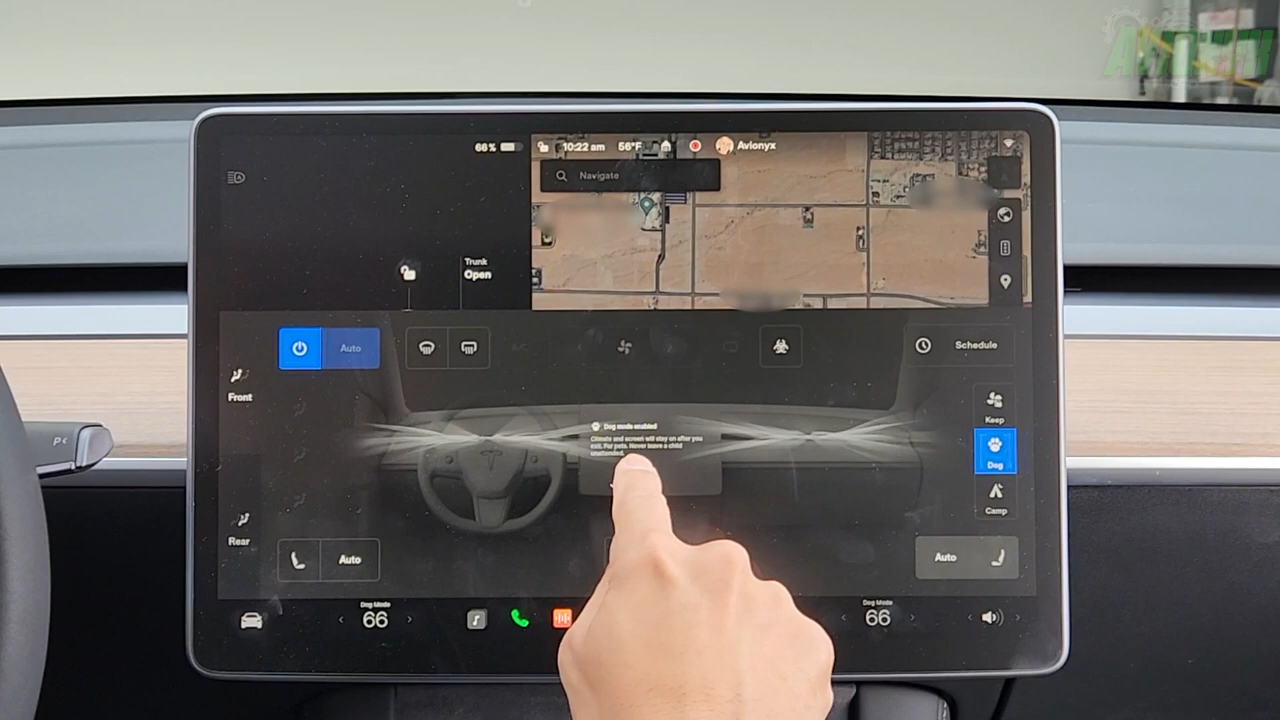 66%
10:22 am
56°F
Avionyx
Navigate
Trunk
Open
Auto
Schedule
Front
Keep
Dog mode enabled
Climate and screen will stay on after you
exit. For pets. Never leave a child
unattended.
Dog
Camp
Rear
Auto
Auto
Dog Mode
66
Dog Mode
66
P